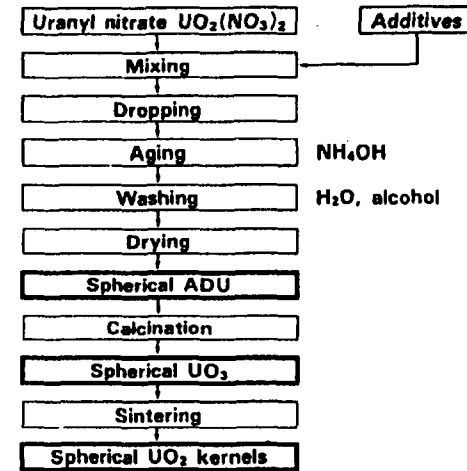 Uranyl nitrate UO₂(NO₃)₂
Additives
Mixing
Dropping
Aging
NH₄OH
Washing
H₂O, alcohol
Drying
Spherical ADU
Calcination
Spherical UO₃
Sintering
Spherical UO₂ kernels